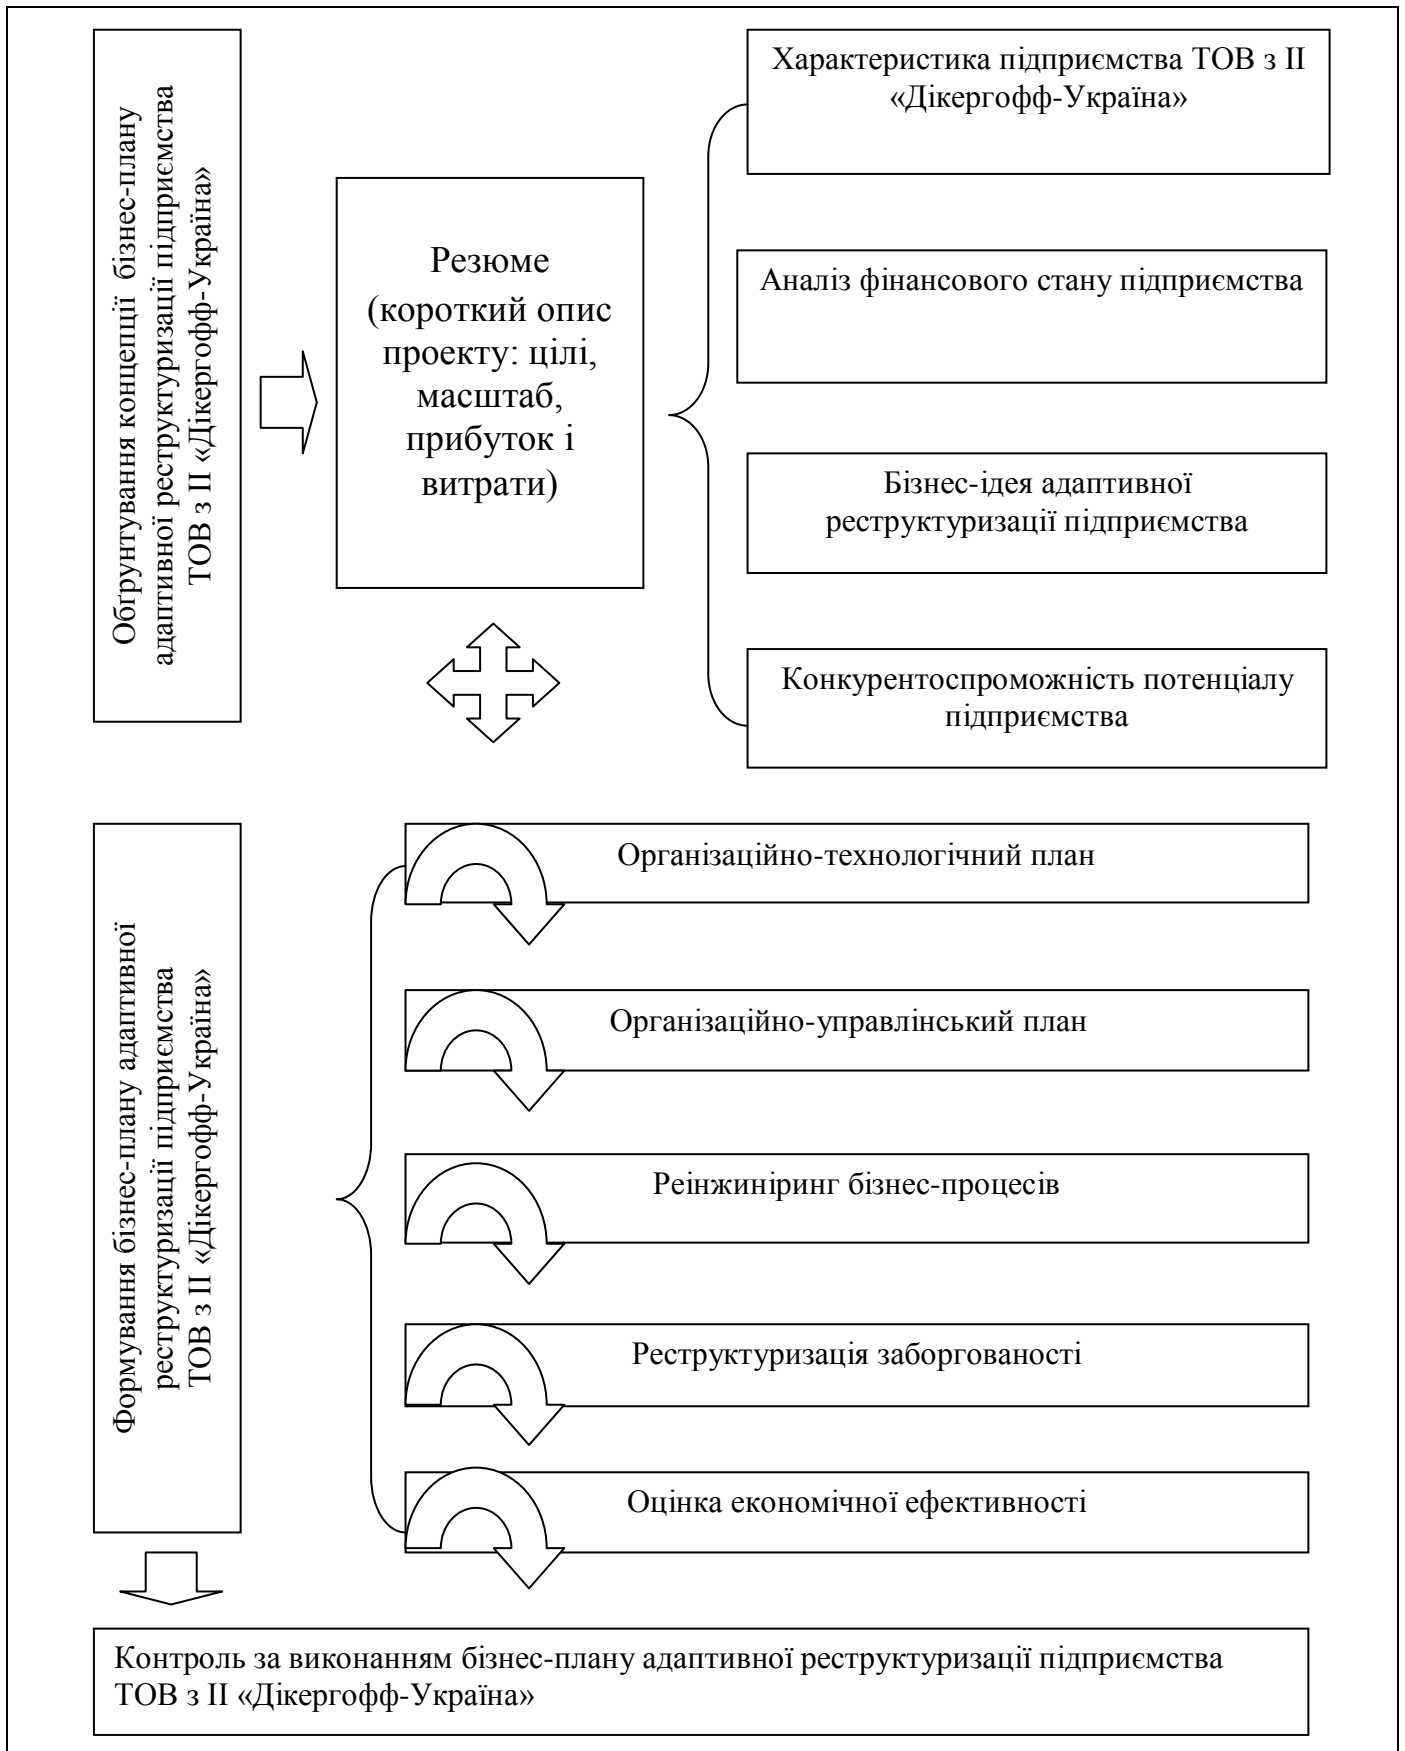 Обґрунтування концепції бізнес-плану
адаптивної реструктуризації підприємства
ТОВ з ІІ «Дікергофф-Україна»
Резюме
(короткий опис
проекту: цілі,
масштаб,
прибуток і
витрати)
Характеристика підприємства ТОВ з ІІ
«Дікергофф-Україна»
Аналіз фінансового стану підприємства
Бізнес-ідея адаптивної
реструктуризації підприємства
Конкурентоспроможність потенціалу
підприємства
Формування бізнес-плану адаптивної
реструктуризації підприємства
ТОВ з ІІ «Дікергофф-Україна»
Організаційно-технологічний план
Організаційно-управлінський план
Реінжиніринг бізнес-процесів
Реструктуризація заборгованості
Оцінка економічної ефективності
Контроль за виконанням бізнес-плану адаптивної реструктуризації підприємства
ТОВ з ІІ «Дікергофф-Україна»